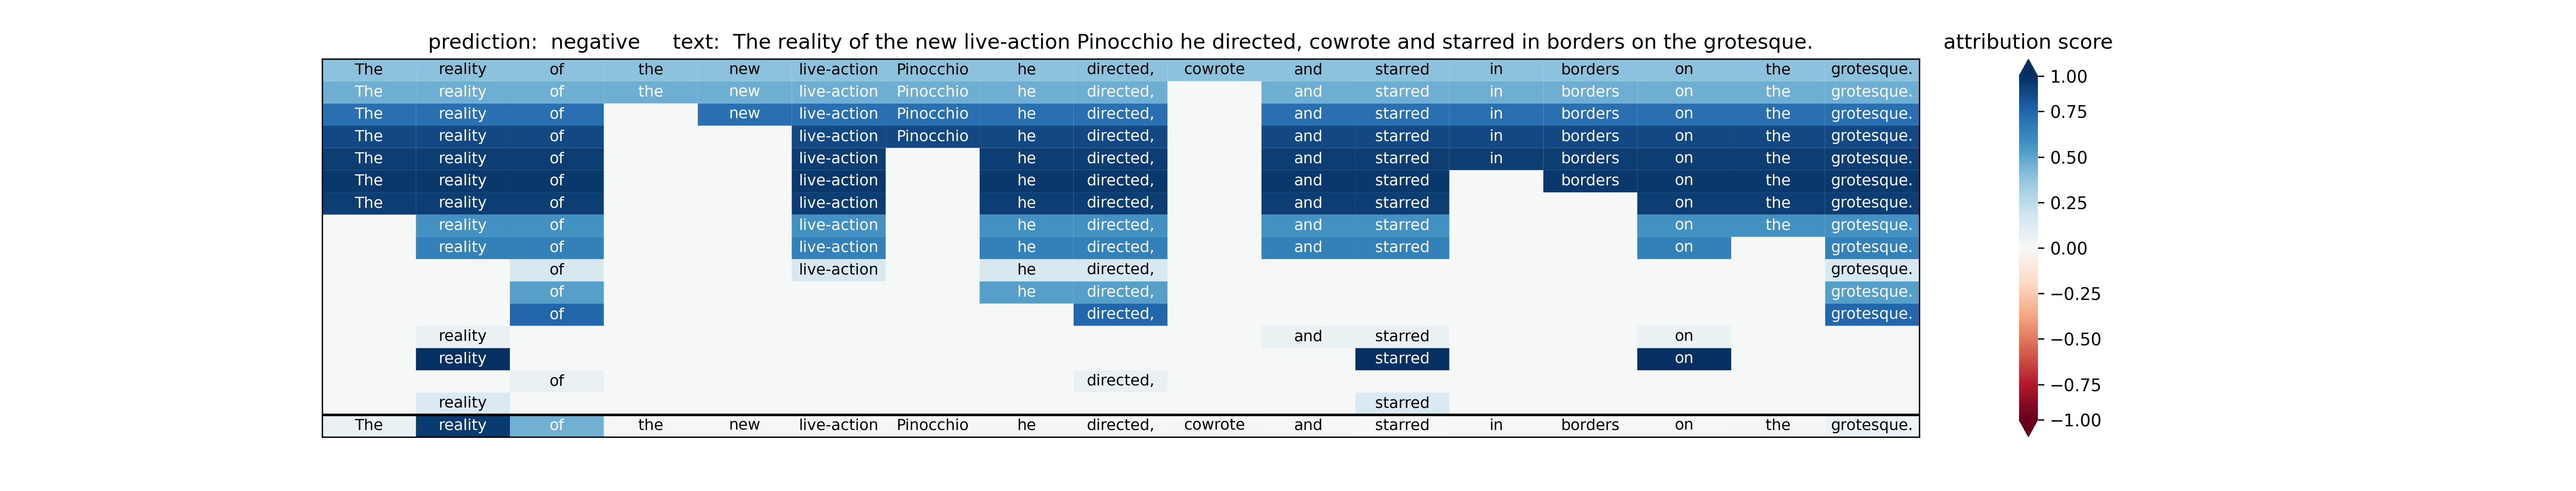 prediction: negative text: The reality of the new live-action Pinocchio he directed, cowrote and starred in borders on the grotesque. attribution score
The reality of the new live-action Pinocchio he directed, cowrote and starred in borders on the grotesque.
The reality of the new live-action Pinocchio he directed, and starred in borders on the grotesque.
The reality of new live-action Pinocchio he directed, and starred in borders on the grotesque.
The reality of live-action Pinocchio he directed, and starred in borders on the grotesque.
The reality of live-action he directed, and starred in borders on the grotesque.
The reality of live-action he directed, and starred borders on the grotesque.
The reality of live-action he directed, and starred on the grotesque.
reality of live-action he directed, and starred on the grotesque.
reality of live-action he directed, and starred on grotesque.
of live-action he directed, grotesque.
of he directed, grotesque.
of directed, grotesque.
reality and starred on
reality starred on
of directed,
reality starred
The reality of the new live-action Pinocchio he directed, cowrote and starred in borders on the grotesque.
1.00
0.75
0.50
0.25
0.00
−0.25
−0.50
−0.75
−1.00